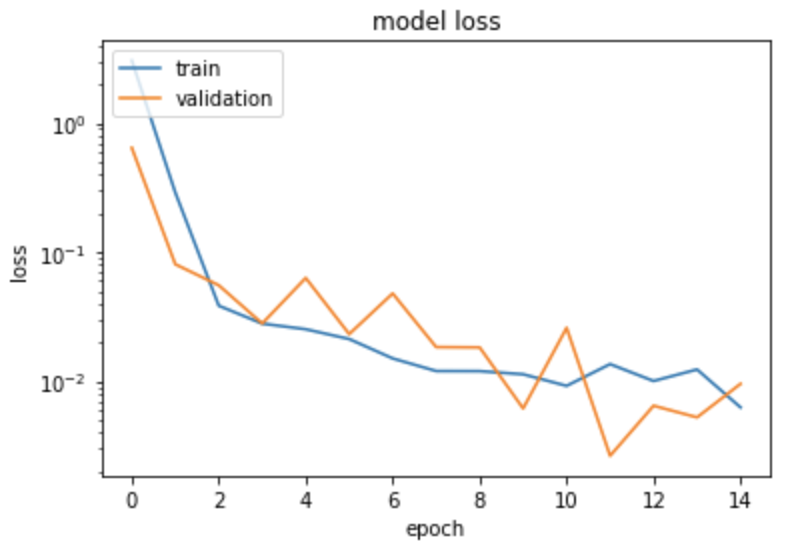 model loss
train
validation
10⁰
10⁻¹
10⁻²
loss
0 2 4 6 8 10 12 14
epoch